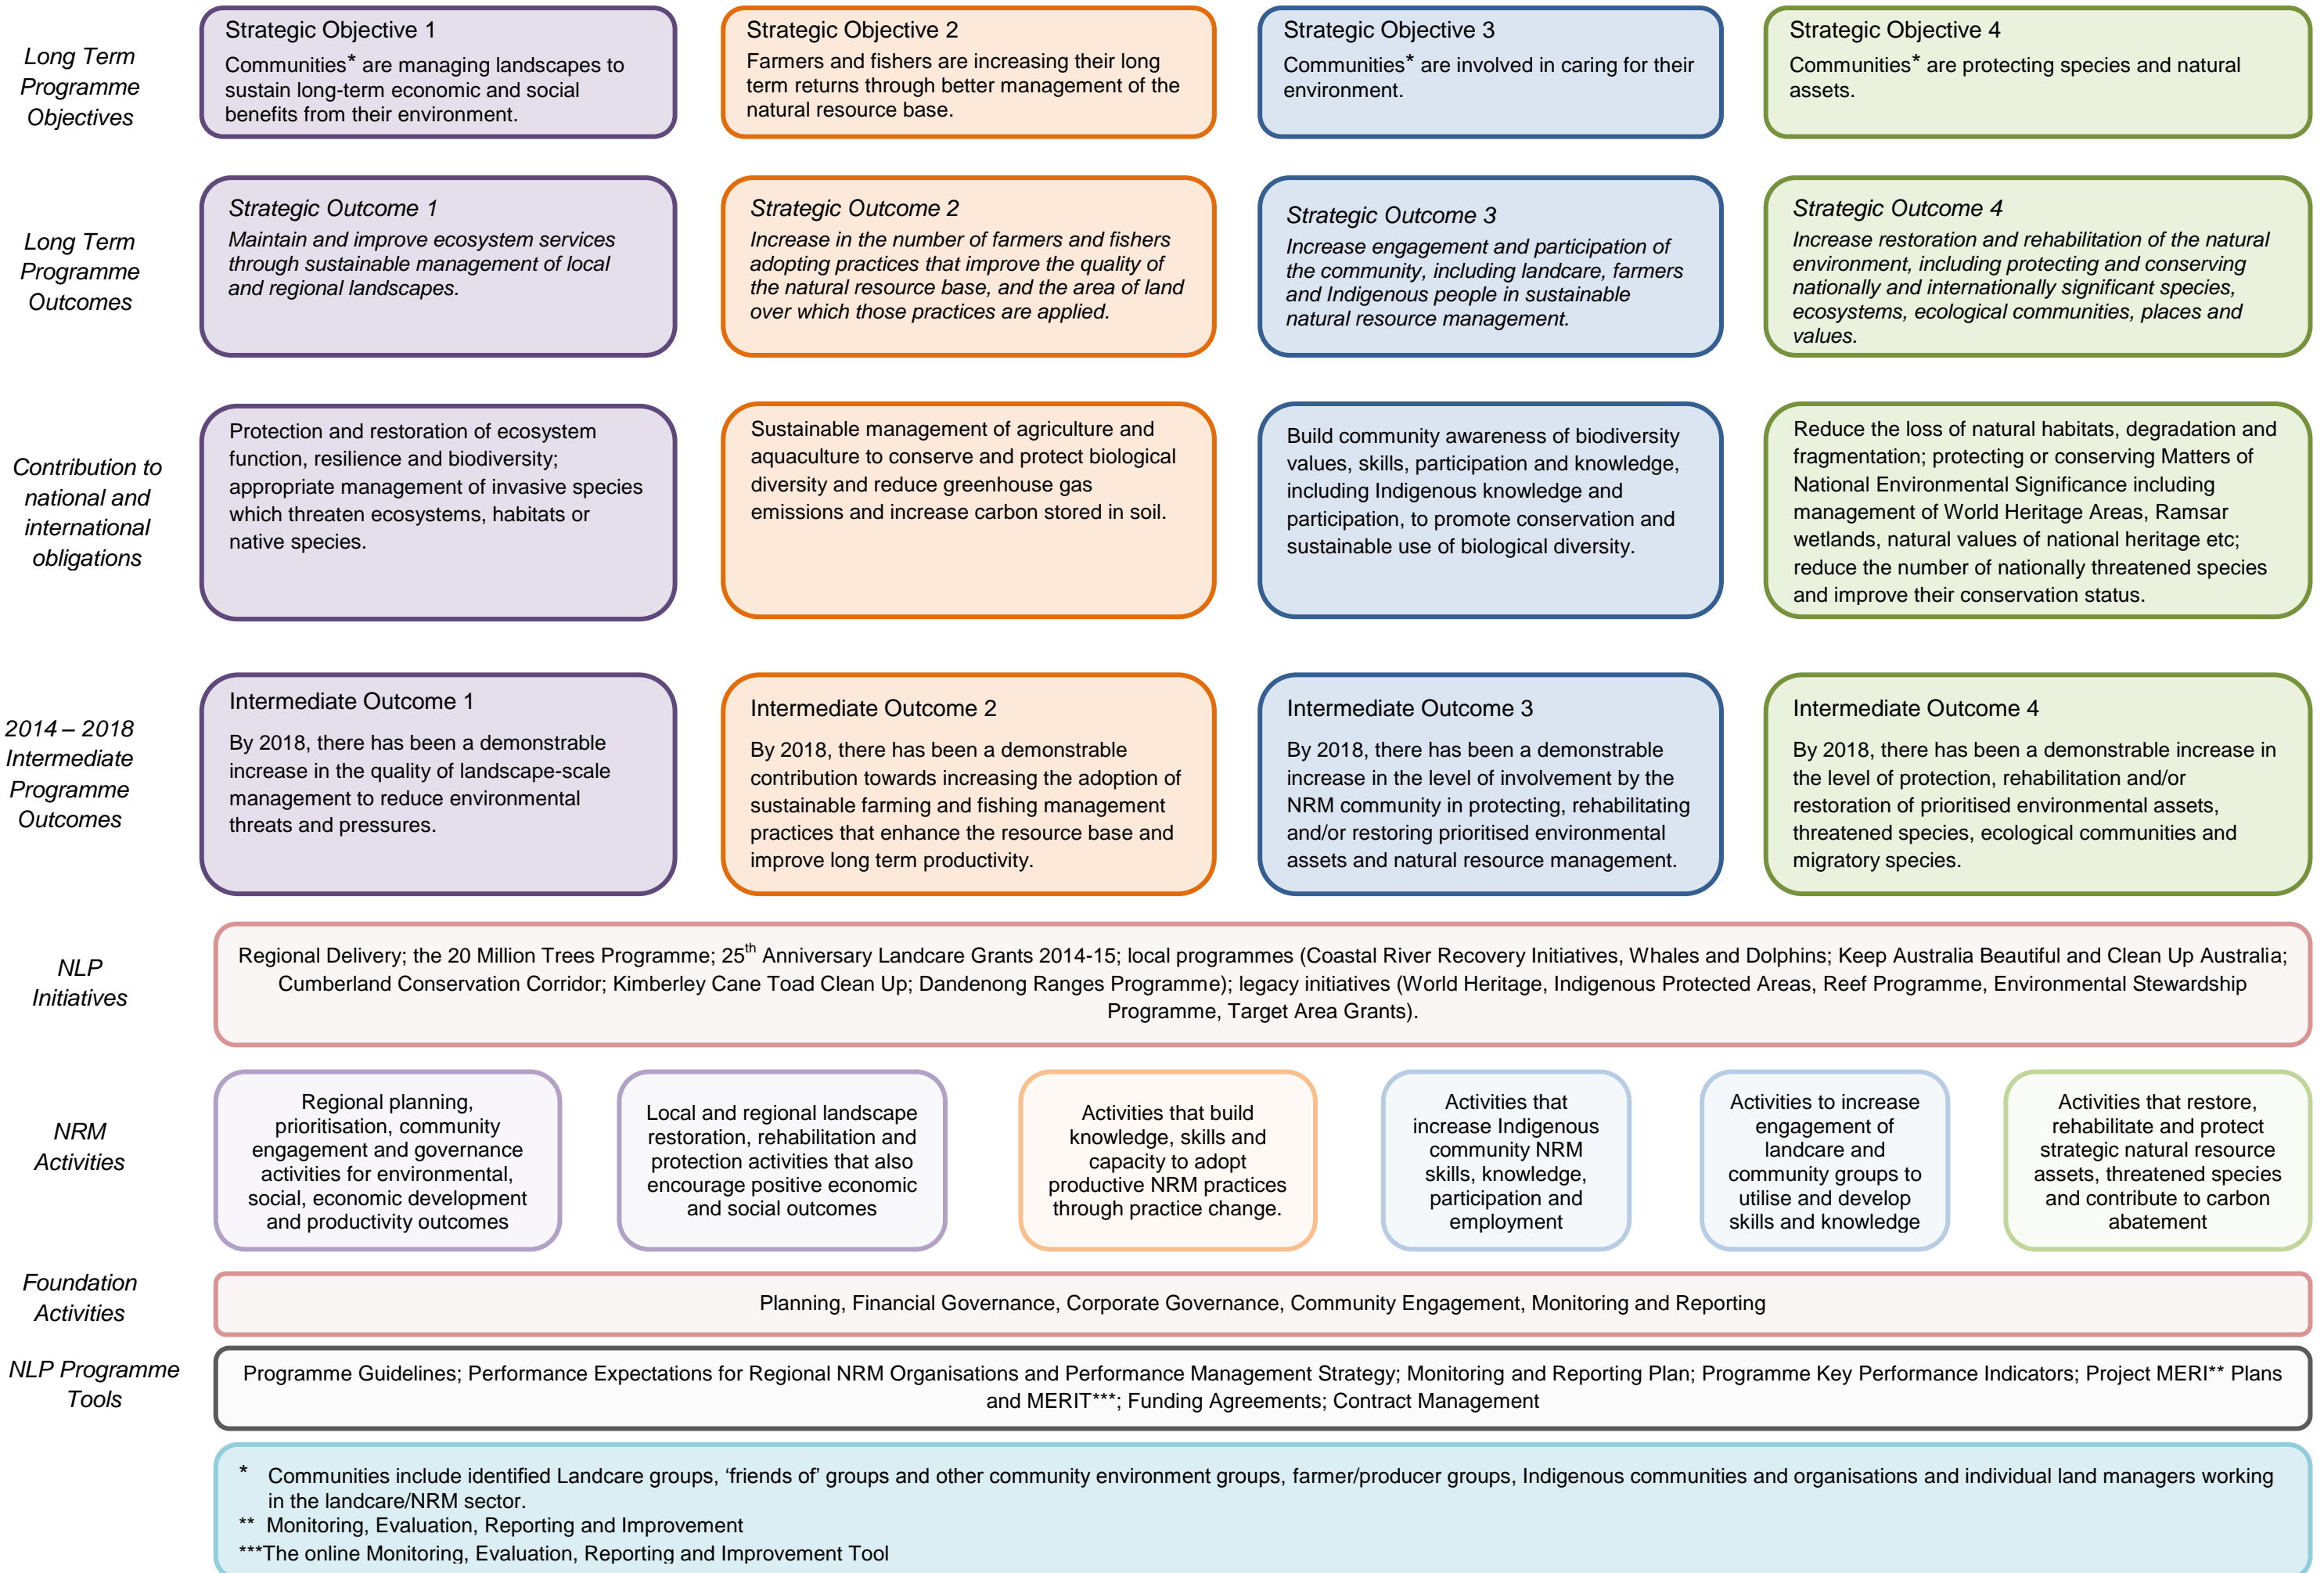 Long Term
Programme
Objectives
Strategic Objective 1
Communities* are managing landscapes to
sustain long-term economic and social
benefits from their environment.
Strategic Objective 2
Farmers and fishers are increasing their long
term returns through better management of the
natural resource base.
Strategic Objective 3
Communities* are involved in caring for their
environment.
Strategic Objective 4
Communities* are protecting species and natural
assets.
Long Term
Programme
Outcomes
Strategic Outcome 1
Maintain and improve ecosystem services
through sustainable management of local
and regional landscapes.
Strategic Outcome 2
Increase in the number of farmers and fishers
adopting practices that improve the quality of
the natural resource base, and the area of land
over which those practices are applied.
Strategic Outcome 3
Increase engagement and participation of
the community, including landcare, farmers
and Indigenous people in sustainable
natural resource management.
Strategic Outcome 4
Increase restoration and rehabilitation of the natural
environment, including protecting and conserving
nationally and internationally significant species,
ecosystems, ecological communities, places and
values.
Contribution to
national and
international
obligations
Protection and restoration of ecosystem
function, resilience and biodiversity;
appropriate management of invasive species
which threaten ecosystems, habitats or
native species.
Sustainable management of agriculture and
aquaculture to conserve and protect biological
diversity and reduce greenhouse gas
emissions and increase carbon stored in soil.
Build community awareness of biodiversity
values, skills, participation and knowledge,
including Indigenous knowledge and
participation, to promote conservation and
sustainable use of biological diversity.
Reduce the loss of natural habitats, degradation and
fragmentation; protecting or conserving Matters of
National Environmental Significance including
management of World Heritage Areas, Ramsar
wetlands, natural values of national heritage etc;
reduce the number of nationally threatened species
and improve their conservation status.
2014 – 2018
Intermediate
Programme
Outcomes
Intermediate Outcome 1
By 2018, there has been a demonstrable
increase in the quality of landscape-scale
management to reduce environmental
threats and pressures.
Intermediate Outcome 2
By 2018, there has been a demonstrable
contribution towards increasing the adoption of
sustainable farming and fishing management
practices that enhance the resource base and
improve long term productivity.
Intermediate Outcome 3
By 2018, there has been a demonstrable
increase in the level of involvement by the
NRM community in protecting, rehabilitating
and/or restoring prioritised environmental
assets and natural resource management.
Intermediate Outcome 4
By 2018, there has been a demonstrable increase in
the level of protection, rehabilitation and/or
restoration of prioritised environmental assets,
threatened species, ecological communities and
migratory species.
NLP
Initiatives
Regional Delivery; the 20 Million Trees Programme; 25th Anniversary Landcare Grants 2014-15; local programmes (Coastal River Recovery Initiatives, Whales and Dolphins; Keep Australia Beautiful and Clean Up Australia;
Cumberland Conservation Corridor; Kimberley Cane Toad Clean Up; Dandenong Ranges Programme); legacy initiatives (World Heritage, Indigenous Protected Areas, Reef Programme, Environmental Stewardship
Programme, Target Area Grants).
NRM
Activities
Regional planning,
prioritisation, community
engagement and governance
activities for environmental,
social, economic development
and productivity outcomes
Local and regional landscape
restoration, rehabilitation and
protection activities that also
encourage positive economic
and social outcomes
Activities that build
knowledge, skills and
capacity to adopt
productive NRM practices
through practice change.
Activities that
increase Indigenous
community NRM
skills, knowledge,
participation and
employment
Activities to increase
engagement of
landcare and
community groups to
utilise and develop
skills and knowledge
Activities that restore,
rehabilitate and protect
strategic natural resource
assets, threatened species
and contribute to carbon
abatement
Foundation
Activities
Planning, Financial Governance, Corporate Governance, Community Engagement, Monitoring and Reporting
NLP Programme
Tools
Programme Guidelines; Performance Expectations for Regional NRM Organisations and Performance Management Strategy; Monitoring and Reporting Plan; Programme Key Performance Indicators; Project MERI** Plans
and MERIT***; Funding Agreements; Contract Management
* Communities include identified Landcare groups, ‘friends of’ groups and other community environment groups, farmer/producer groups, Indigenous communities and organisations and individual land managers working
in the landcare/NRM sector.
** Monitoring, Evaluation, Reporting and Improvement
***The online Monitoring, Evaluation, Reporting and Improvement Tool